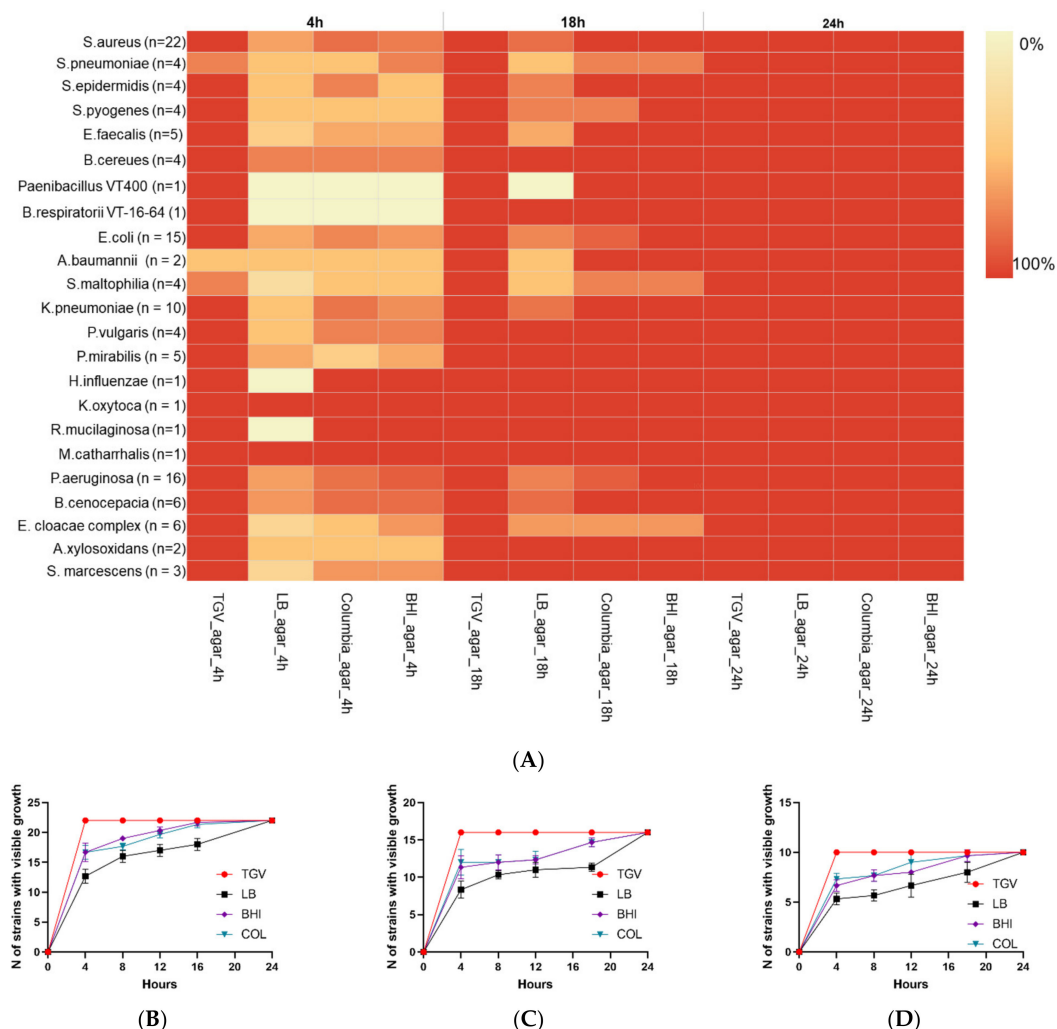 4h 18h 24h
S.aureus (n=22)
S.pneumoniae (n=4)
S.epidermidis (n=4)
S.pyogenes (n=4)
E.faecalis (n=5)
B.cereues (n=4)
Paenibacillus VT400 (n=1)
B.respiratorii VT-16-64 (1)
E.coli (n = 15)
A.baumannii (n = 2)
S.maltophilia (n=4)
K.pneumoniae (n = 10)
P.vulgaris (n=4)
P.mirabilis (n = 5)
H.influenzae (n=1)
K.oxytoca (n = 1)
R.mucilaginosa (n=1)
M.catharrhalis (n=1)
P.aeruginosa (n = 16)
B.cenocepacia (n=6)
E. cloacae complex (n = 6)
A.xylosoxidans (n=2)
S. marcescens (n = 3)
0%
100%
TGV_agar_4h
LB_agar_4h
Columbia_agar_4h
BHI_agar_4h
TGV_agar_18h
LB_agar_18h
Columbia_agar_18h
BHI_agar_18h
TGV_agar_24h
LB_agar_24h
Columbia_agar_24h
BHI_agar_24h
(A)
N of strains with visible growth
25
20
15
10
5
0
0 4 8 12 16 20 24
Hours
TGV
LB
BHI
COL
(B)
N of strains with visible growth
20
15
10
5
0
0 4 8 12 16 20 24
Hours
TGV
LB
BHI
COL
(C)
N of strains with visible growth
15
10
5
0
0 4 8 12 16 20 24
Hours
TGV
LB
BHI
COL
(D)